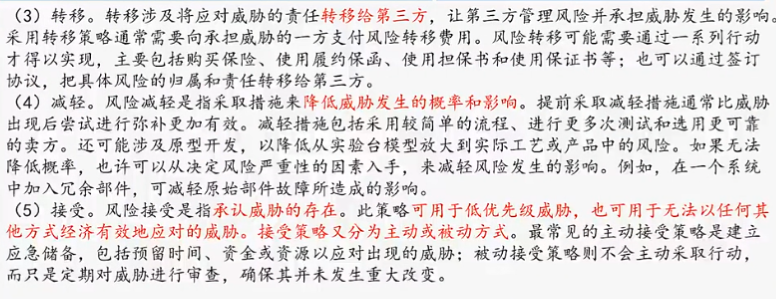 （3）转移。转移涉及将应对威胁的责任转移给第三方，让第三方管理风险并承担威胁发生的影响。
采用转移策略通常需要向承担威胁的一方支付风险转移费用。风险转移可能需要通过一系列行动
才得以实现，主要包括购买保险、使用履约保函、使用担保书和使用保证书等；也可以通过签订
协议，把具体风险的归属和责任转移给第三方。
（4）减轻。风险减轻是指采取措施来降低威胁发生的概率和影响。提前采取减轻措施通常比威胁
出现后尝试进行弥补更加有效。减轻措施包括采用较简单的流程、进行更多次测试和选用更可靠
的卖方。还可能涉及原型开发，以降低从实验台模型放大到实际工艺或产品中的风险。如果无法
降低概率，也许可以从决定风险严重性的因素入手，来减轻风险发生的影响。例如，在一个系统
中加入冗余部件，可减轻原始部件故障所造成的影响。
（5）接受。风险接受是指承认威胁的存在。此策略可用于低优先级威胁，也可用于无法以任何其
他方式经济有效地应对的威胁。接受策略又分为主动或被动方式。最常见的主动接受策略是建立
应急储备，包括预留时间、资金或资源以应对出现的威胁；被动接受策略则不会主动采取行动，
而只是定期对威胁进行审查，确保其并未发生重大改变。